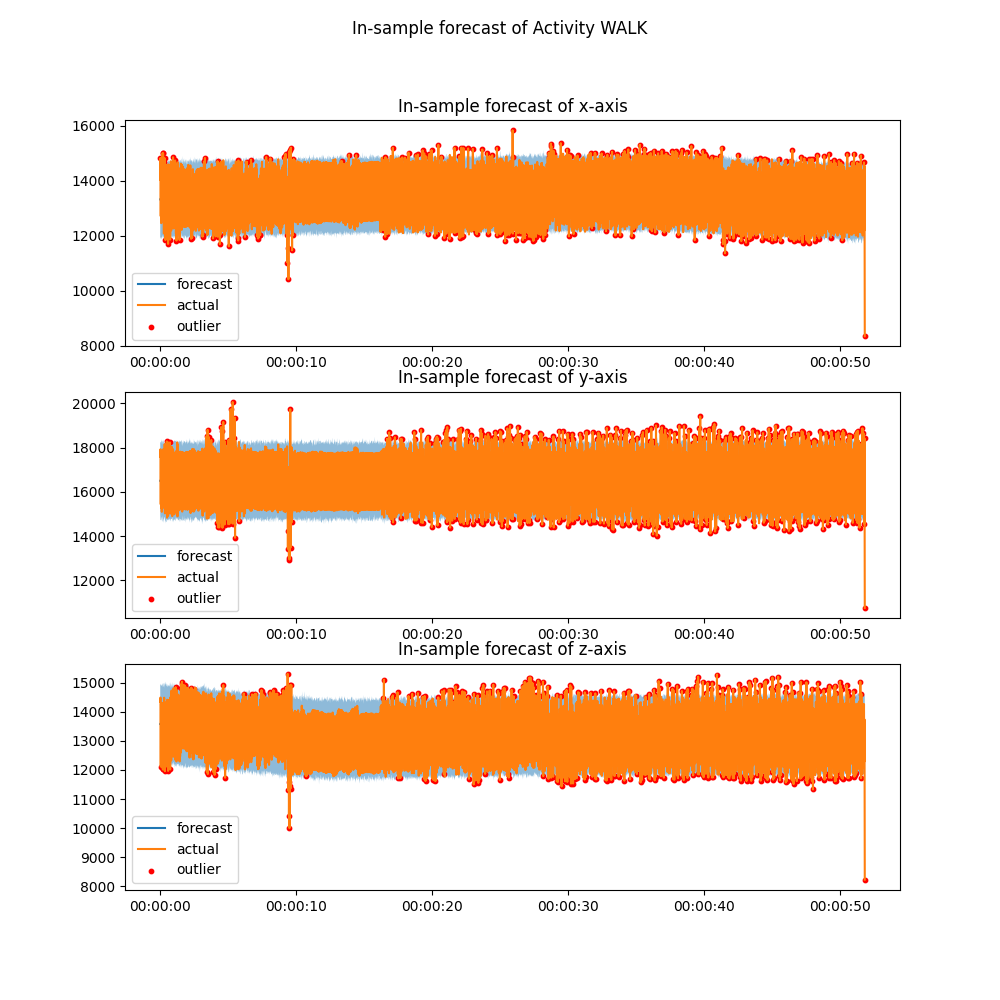 In-sample forecast of Activity WALK
In-sample forecast of x-axis
16000
14000
12000
10000
8000
forecast
actual
outlier
00:00:00 00:00:10 00:00:20 00:00:30 00:00:40 00:00:50
In-sample forecast of y-axis
20000
18000
16000
14000
12000
forecast
actual
outlier
00:00:00 00:00:10 00:00:20 00:00:30 00:00:40 00:00:50
In-sample forecast of z-axis
15000
14000
13000
12000
11000
10000
9000
8000
forecast
actual
outlier
00:00:00 00:00:10 00:00:20 00:00:30 00:00:40 00:00:50